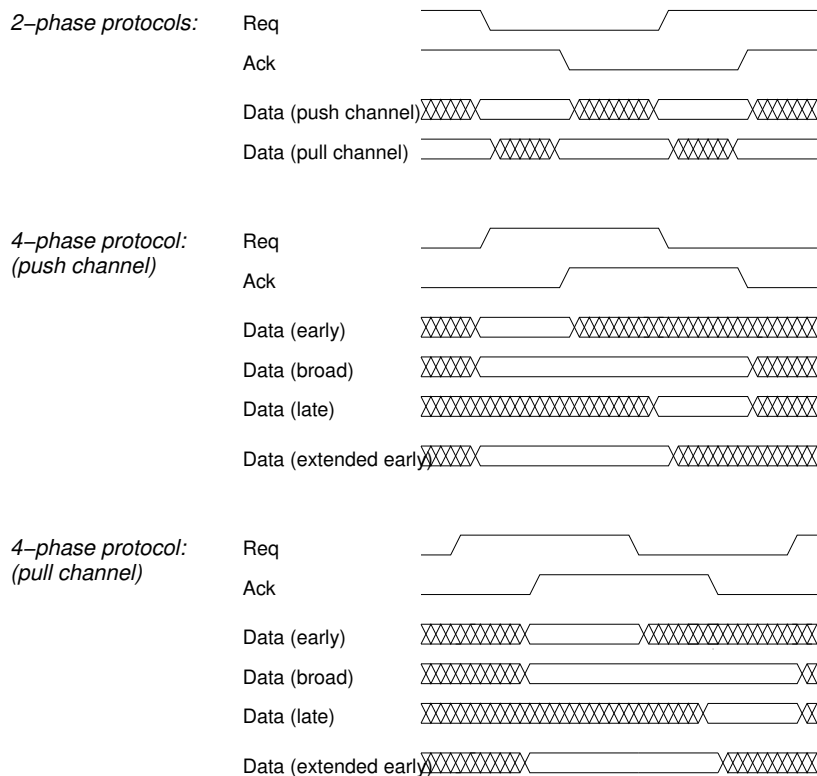 2−phase protocols: Req
Ack
Data (push channel)
Data (pull channel)
4−phase protocol: Req
(push channel)
Ack
Data (early)
Data (broad)
Data (late)
Data (extended early)
4−phase protocol: Req
(pull channel)
Ack
Data (early)
Data (broad)
Data (late)
Data (extended early)